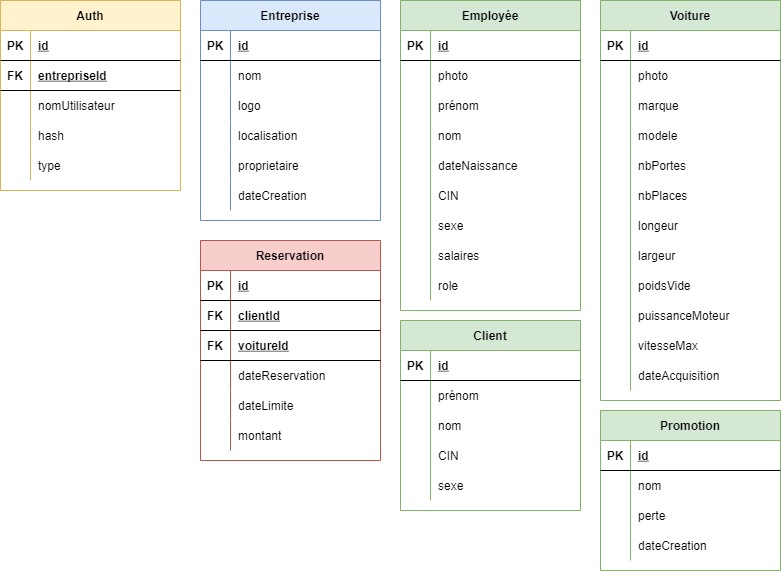 Auth
PK id
FK entrepriseId
nomUtilisateur
hash
type
Entreprise
PK id
nom
logo
localisation
proprietaire
dateCreation
Reservation
PK id
FK clientId
FK voitureId
dateReservation
dateLimite
montant
Employée
PK id
photo
prénom
nom
dateNaissance
CIN
sexe
salaires
role
Client
PK id
prénom
nom
CIN
sexe
Voiture
PK id
photo
marque
modele
nbPortes
nbPlaces
longeur
largeur
poidsVide
puissanceMoteur
vitesseMax
dateAcquisition
Promotion
PK id
nom
perte
dateCreation